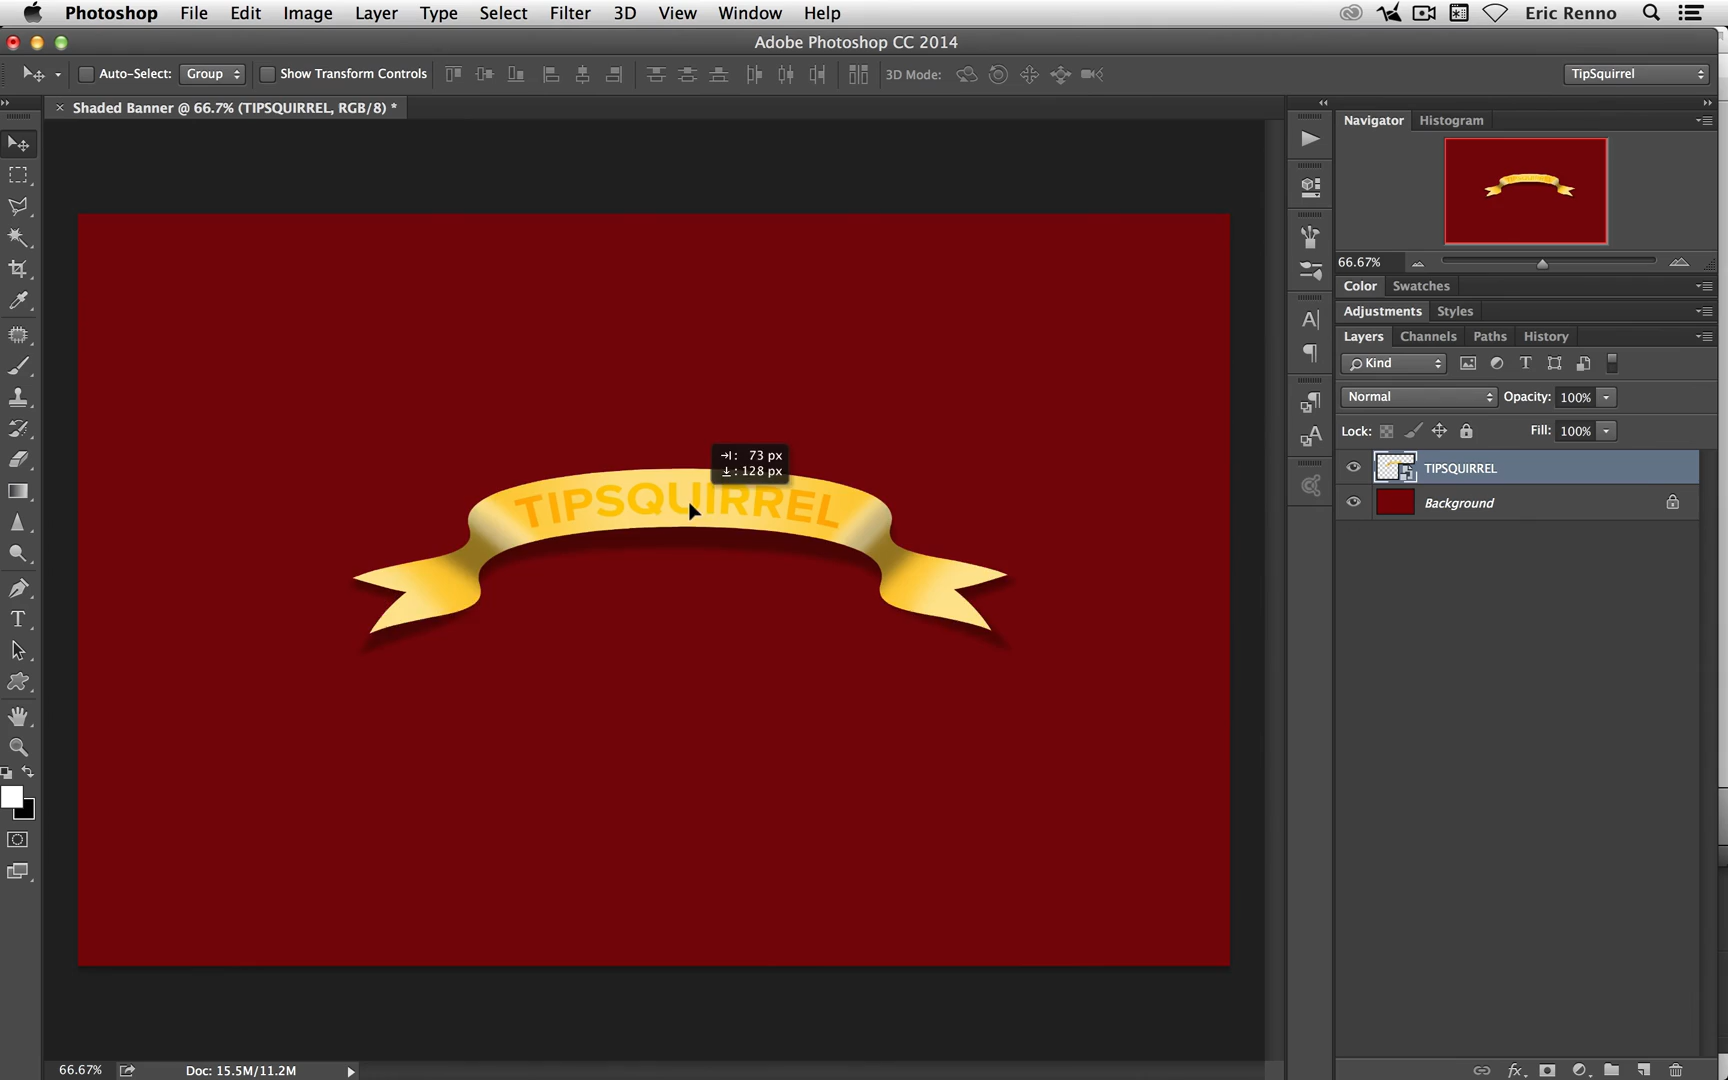 Photoshop File Edit Image Layer Type Select Filter 3D View Window Help Eric Renno
Adobe Photoshop CC 2014
Auto-Select: Group Show Transform Controls 3D Mode: TipSquirrel
Shaded Banner @ 66.7% (TIPSQUIRREL, RGB/8) *
Navigator Histogram
66.67%
Color Swatches
Adjustments Styles
Layers Channels Paths History
Kind
Normal Opacity: 100%
Lock: Fill: 100%
TIPSQUIRREL
Background
73 px
128 px
TIPSQUIRREL
66.67% Doc: 15.5M/11.2M